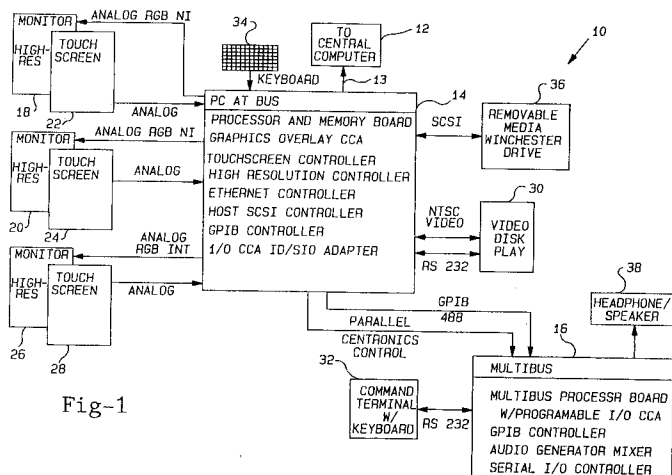 MONITOR
HIGH-
RES
TOUCH
SCREEN
18
22
ANALOG RGB NI
ANALOG
34
KEYBOARD
TO
CENTRAL
COMPUTER
12
13
10
14
PC AT BUS
PROCESSOR AND MEMORY BOARD
GRAPHICS OVERLAY CCA
TOUCHSCREEN CONTROLLER
HIGH RESOLUTION CONTROLLER
ETHERNET CONTROLLER
HOST SCSI CONTROLLER
GPIB CONTROLLER
I/O CCA ID/SIO ADAPTER
36
SCSI
REMOVABLE
MEDIA
WINCHESTER
DRIVE
ANALOG RGB NI
MONITOR
HIGH-
RES
TOUCH
SCREEN
ANALOG
20
24
30
NTSC
VIDEO
RS 232
VIDEO
DISK
PLAY
ANALOG
RGB INT
MONITOR
HIGH-
RES
TOUCH
SCREEN
ANALOG
26
28
GPIB
488
PARALLEL
CENTRONICS
CONTROL
38
HEADPHONE/
SPEAKER
16
32
COMMAND
TERMINAL
W/
KEYBOARD
RS 232
MULTIBUS
MULTIBUS PROCESSR BOARD
W/PROGRAMABLE I/O CCA
GPIB CONTROLLER
AUDIO GENERATOR MIXER
SERIAL I/O CONTROLLER
Fig-1